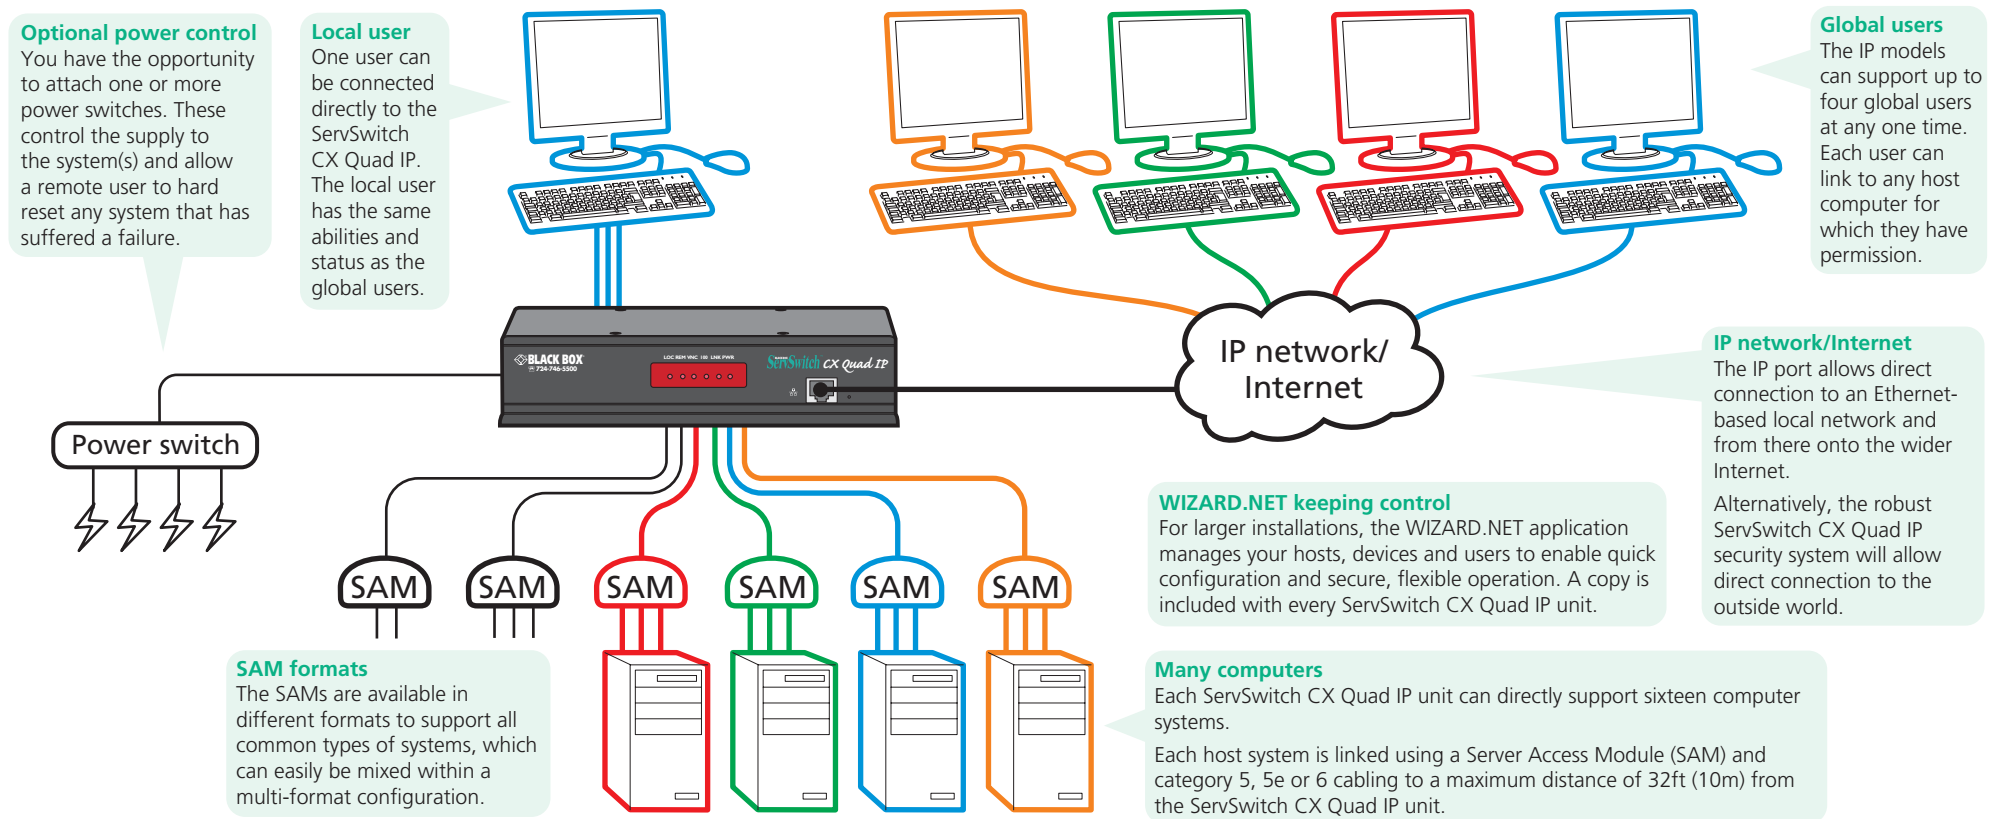 Optional power control
You have the opportunity
to attach one or more
power switches. These
control the supply to
the system(s) and allow
a remote user to hard
reset any system that has
suffered a failure.
Local user
One user can
be connected
directly to the
ServSwitch
CX Quad IP.
The local user
has the same
abilities and
status as the
global users.
Global users
The IP models
can support up to
four global users
at any one time.
Each user can
link to any host
computer for
which they have
permission.
BLACK BOX
724-746-5500
LOC REM VNC 100 LNK PWR
ServSwitch CX Quad IP
IP network/
Internet
IP network/Internet
The IP port allows direct
connection to an Ethernet-
based local network and
from there onto the wider
Internet.
Alternatively, the robust
ServSwitch CX Quad IP
security system will allow
direct connection to the
outside world.
Power switch
WIZARD.NET keeping control
For larger installations, the WIZARD.NET application
manages your hosts, devices and users to enable quick
configuration and secure, flexible operation. A copy is
included with every ServSwitch CX Quad IP unit.
SAM
SAM
SAM
SAM
SAM
SAM
SAM formats
The SAMs are available in
different formats to support all
common types of systems, which
can easily be mixed within a
multi-format configuration.
Many computers
Each ServSwitch CX Quad IP unit can directly support sixteen computer
systems.
Each host system is linked using a Server Access Module (SAM) and
category 5, 5e or 6 cabling to a maximum distance of 32ft (10m) from
the ServSwitch CX Quad IP unit.